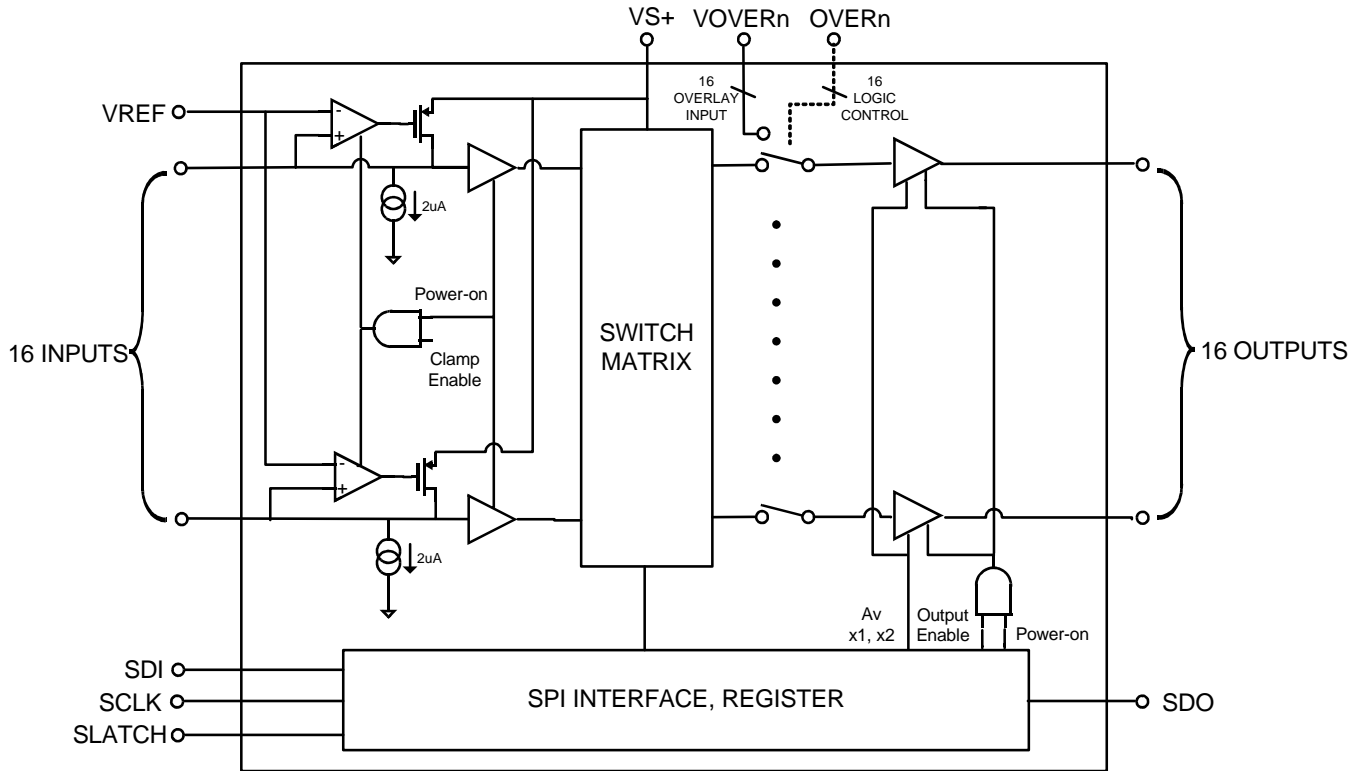 VS+ VOVERn OVERn
16
OVERLAY
INPUT
16
LOGIC
CONTROL
VREF
-
+
2uA
Power-on
Clamp
Enable
SWITCH
MATRIX
16 INPUTS
16 OUTPUTS
-
+
2uA
Av
x1, x2
Output
Enable
Power-on
SDI
SCLK
SLATCH
SPI INTERFACE, REGISTER
SDO